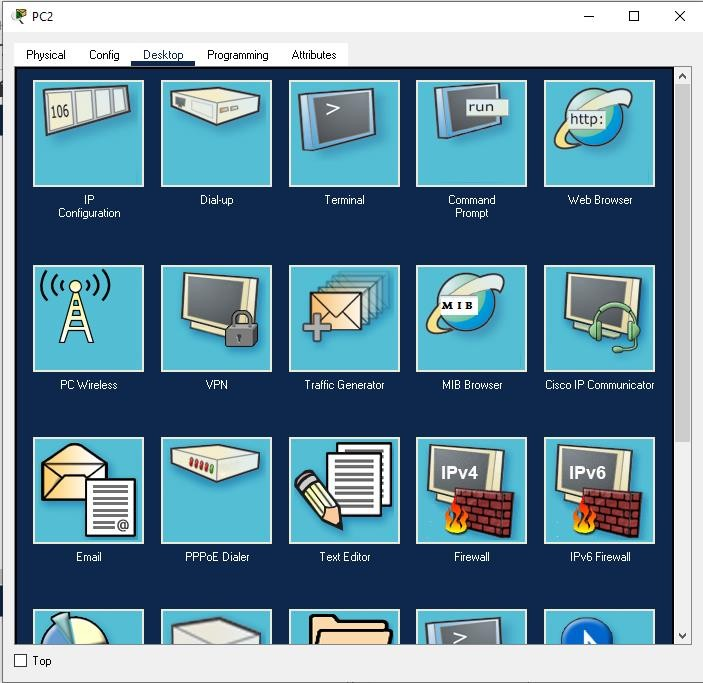 PC2
Physical Config Desktop Programming Attributes
106
>
run
http:
IP
Configuration
Dial-up
Terminal
Command
Prompt
Web Browser
MIB
PC Wireless
VPN
Traffic Generator
MIB Browser
Cisco IP Communicator
@
IPv4
IPv6
Email
PPPoE Dialer
Text Editor
Firewall
IPv6 Firewall
>
Top